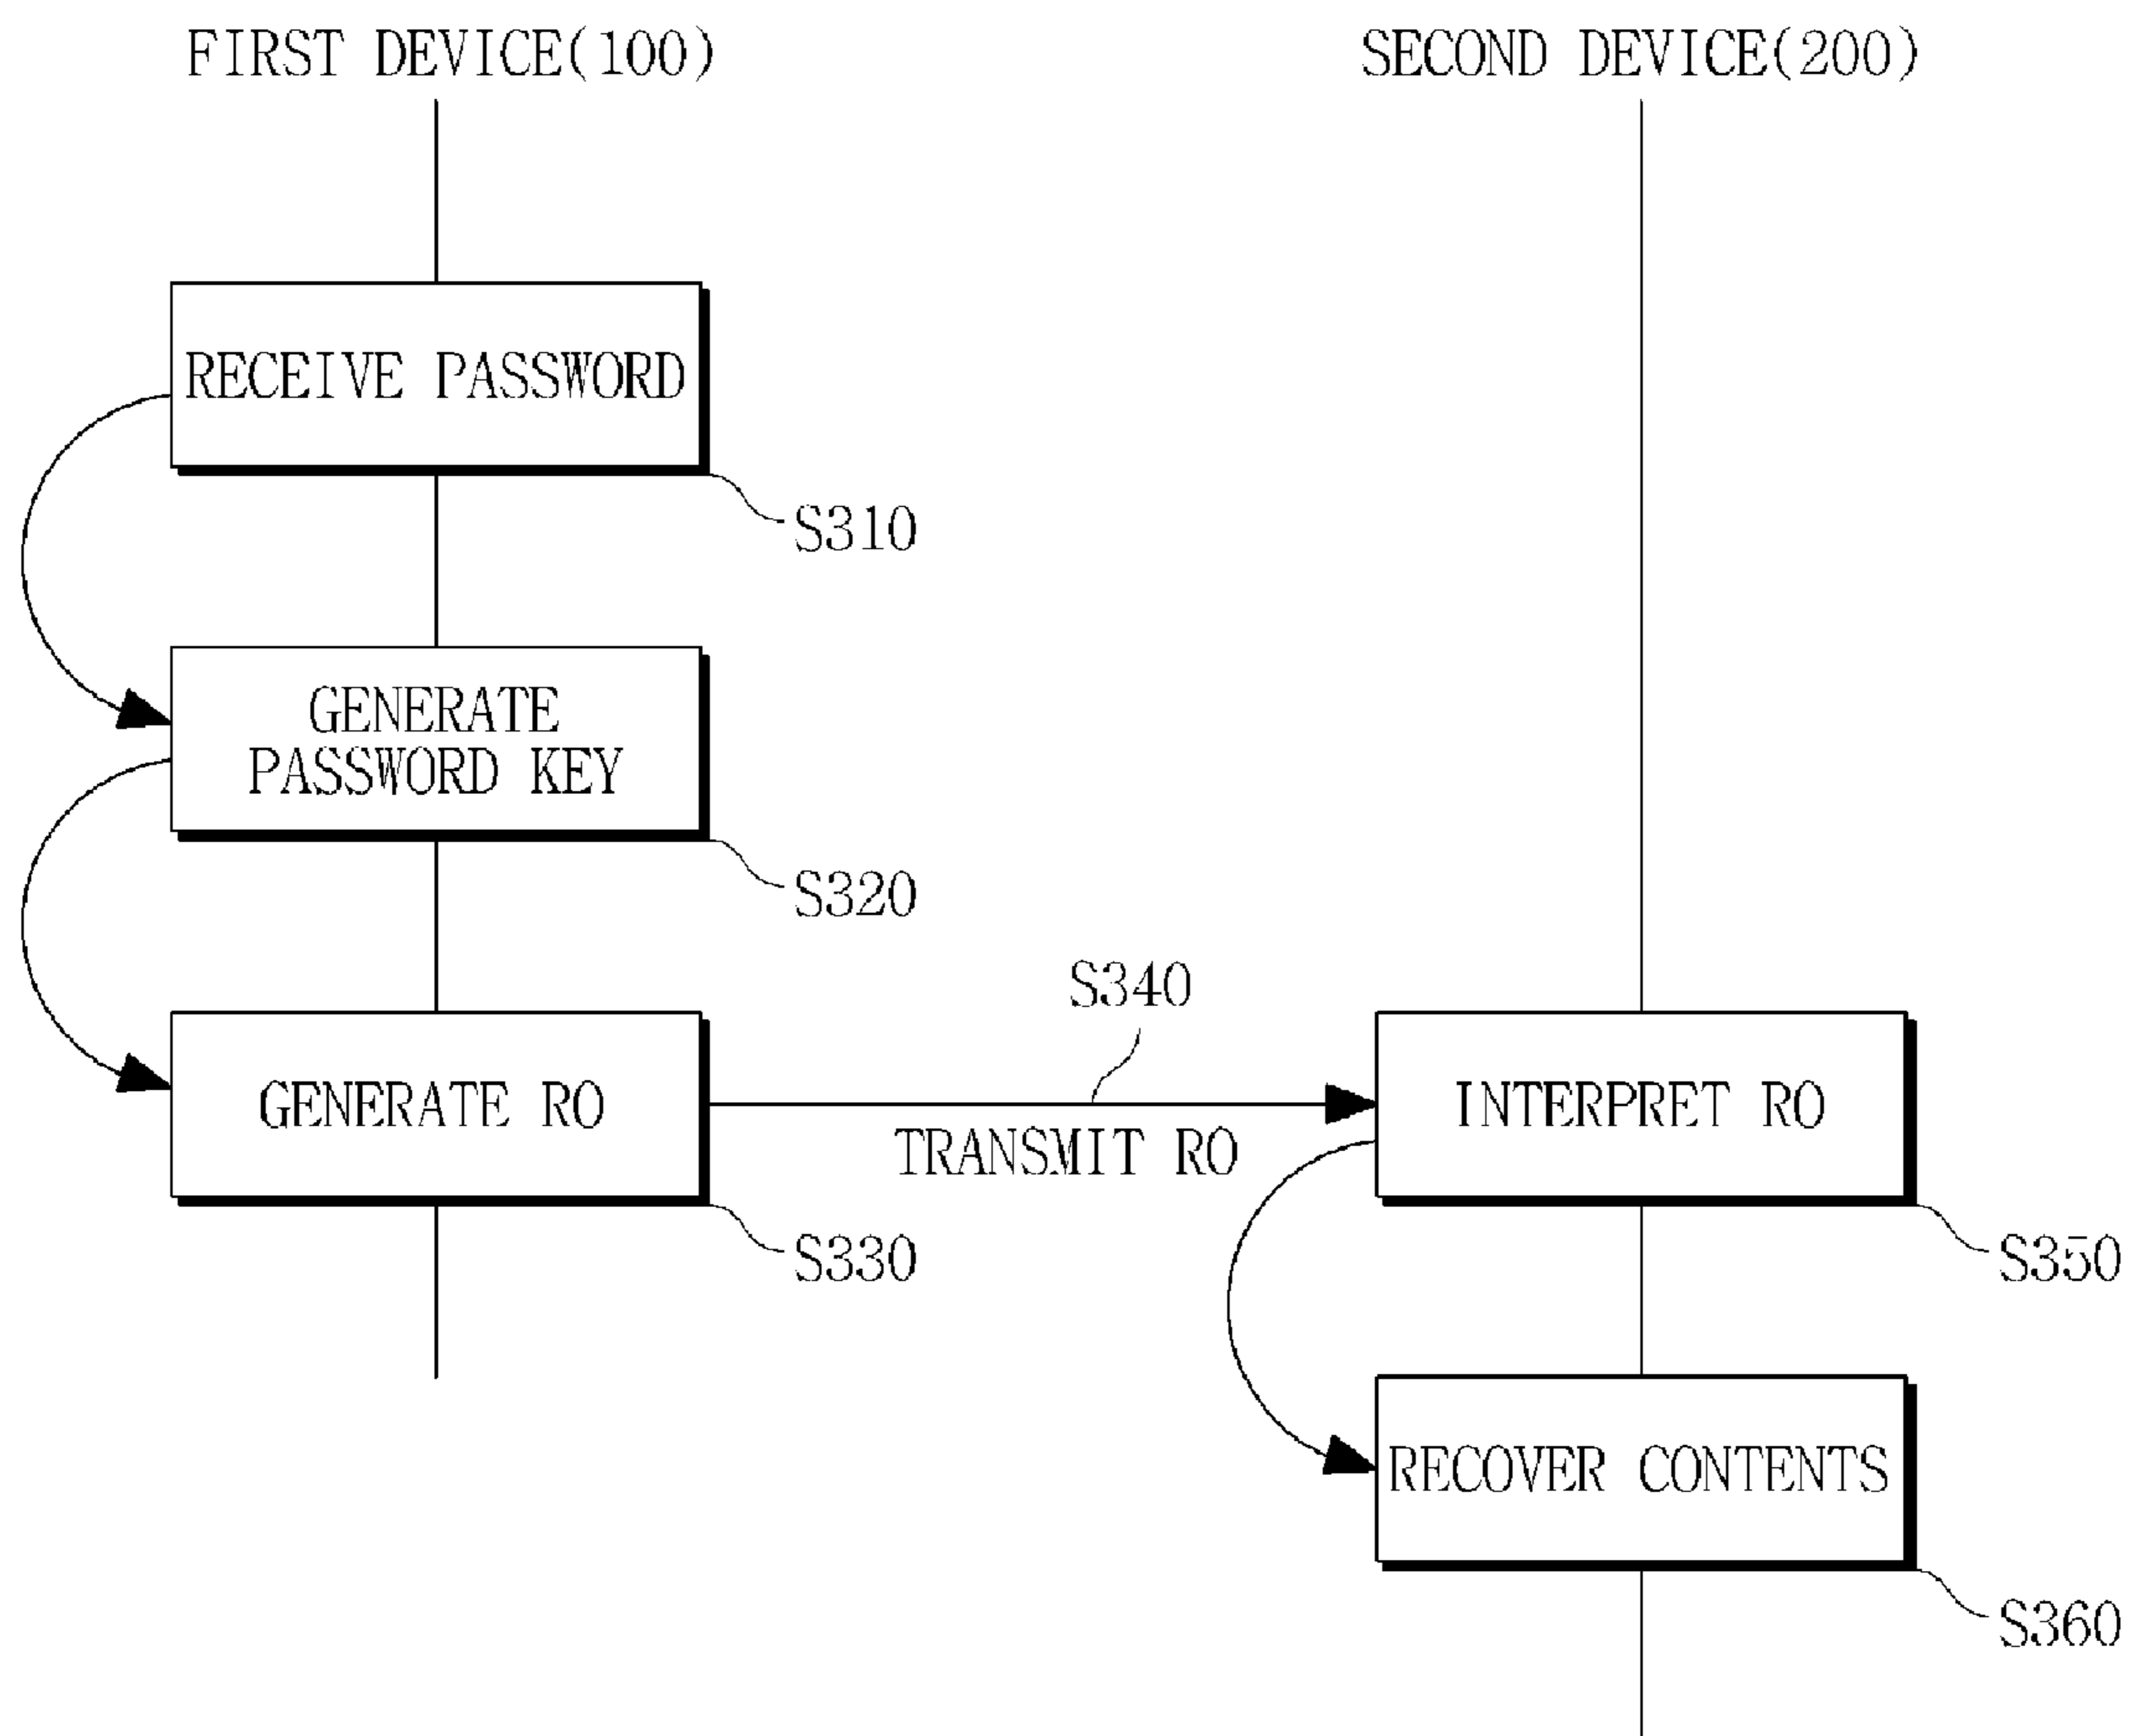 FIRST DEVICE(100)
SECOND DEVICE(200)
RECEIVE PASSWORD
S310
GENERATE
PASSWORD KEY
S320
S340
GENERATE RO
TRANSMIT RO
INTERPRET RO
S330
S350
RECOVER CONTENTS
S360